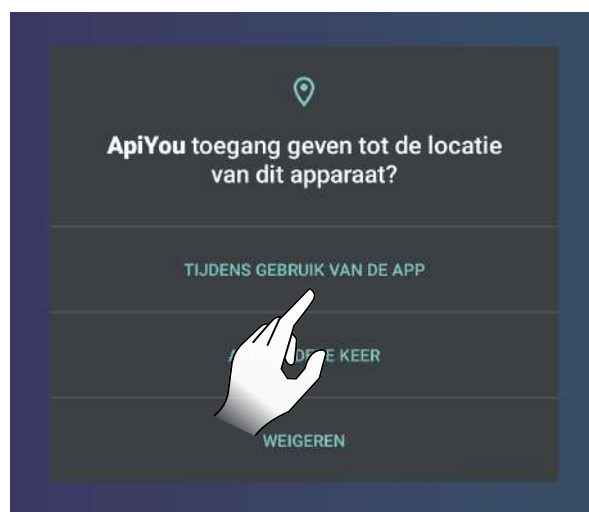 ApiYou toegang geven tot de locatie
van dit apparaat?
TIJDENS GEBRUIK VAN DE APP
KEER
WEIGEREN